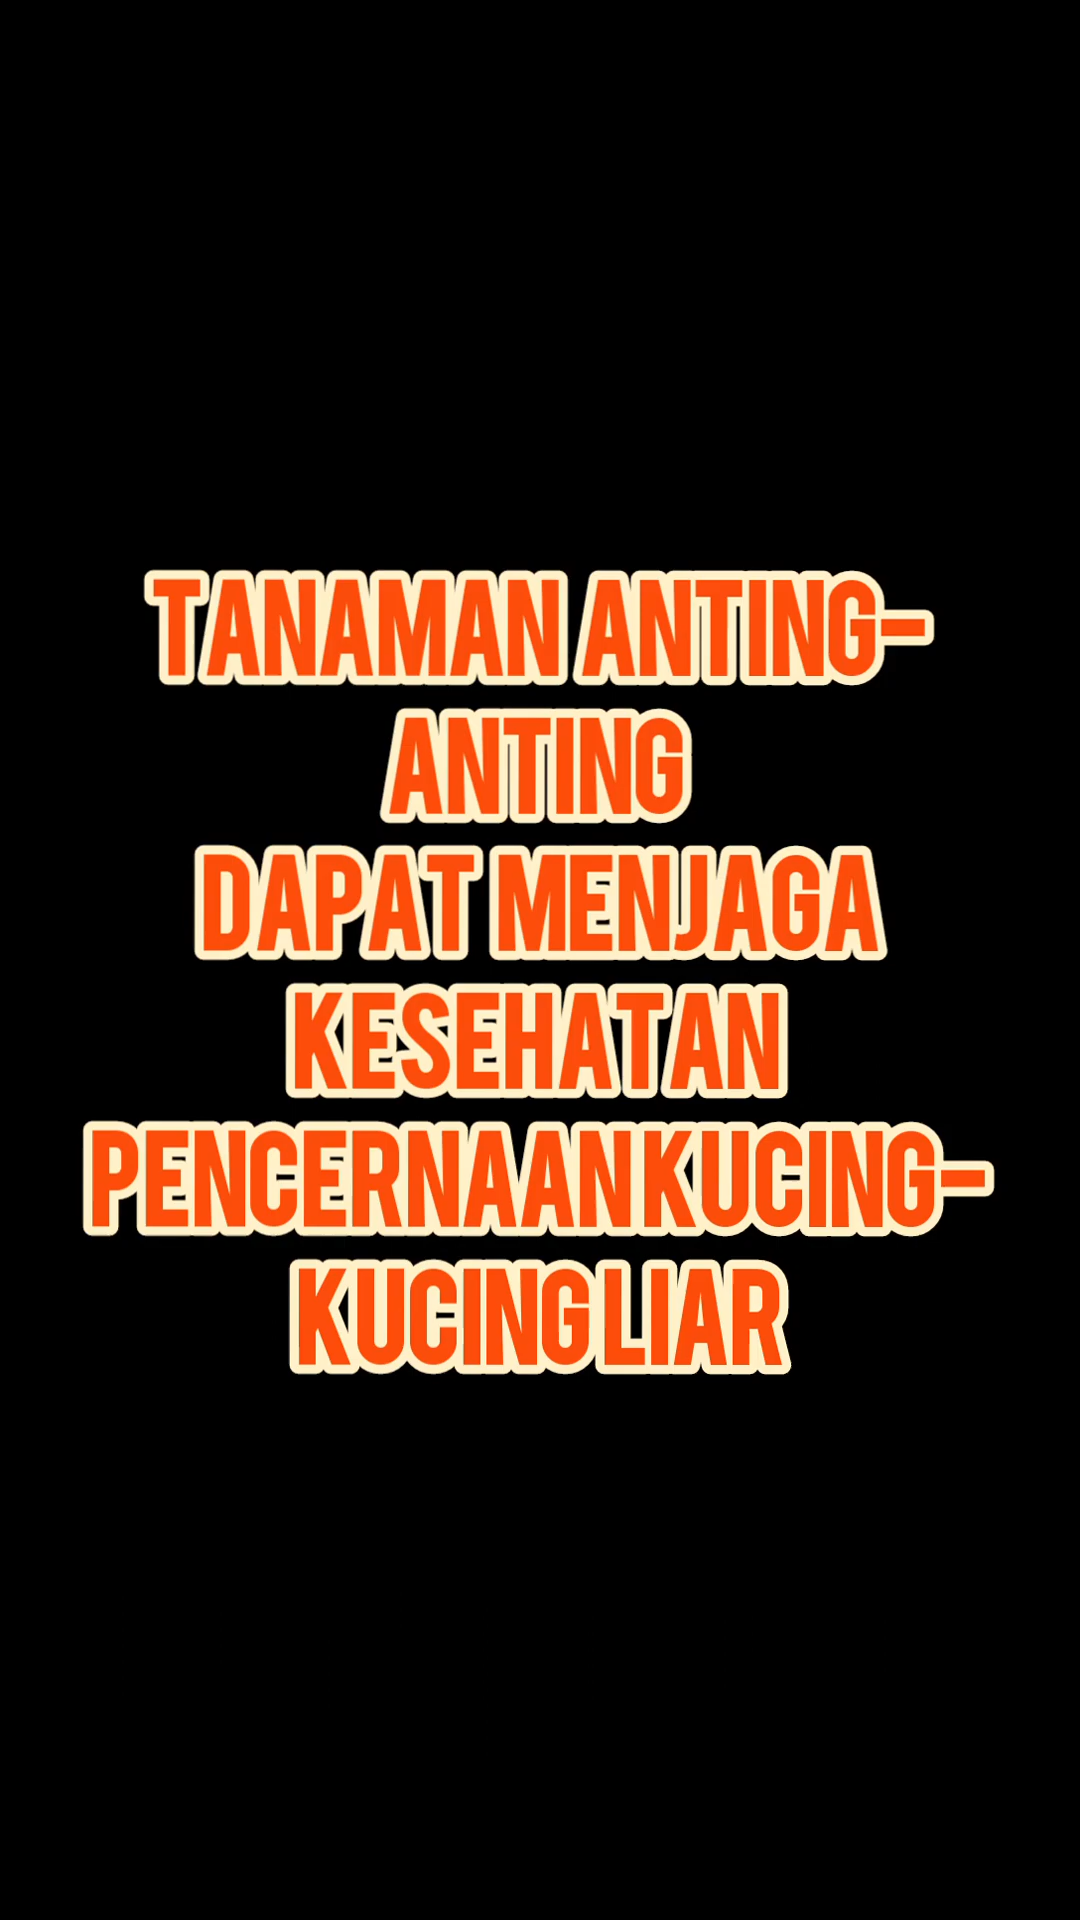 TANAMAN ANTING-
ANTING
DAPAT MENJAGA
KESEHATAN
PENCERNAAN KUCING-
KUCING LIAR